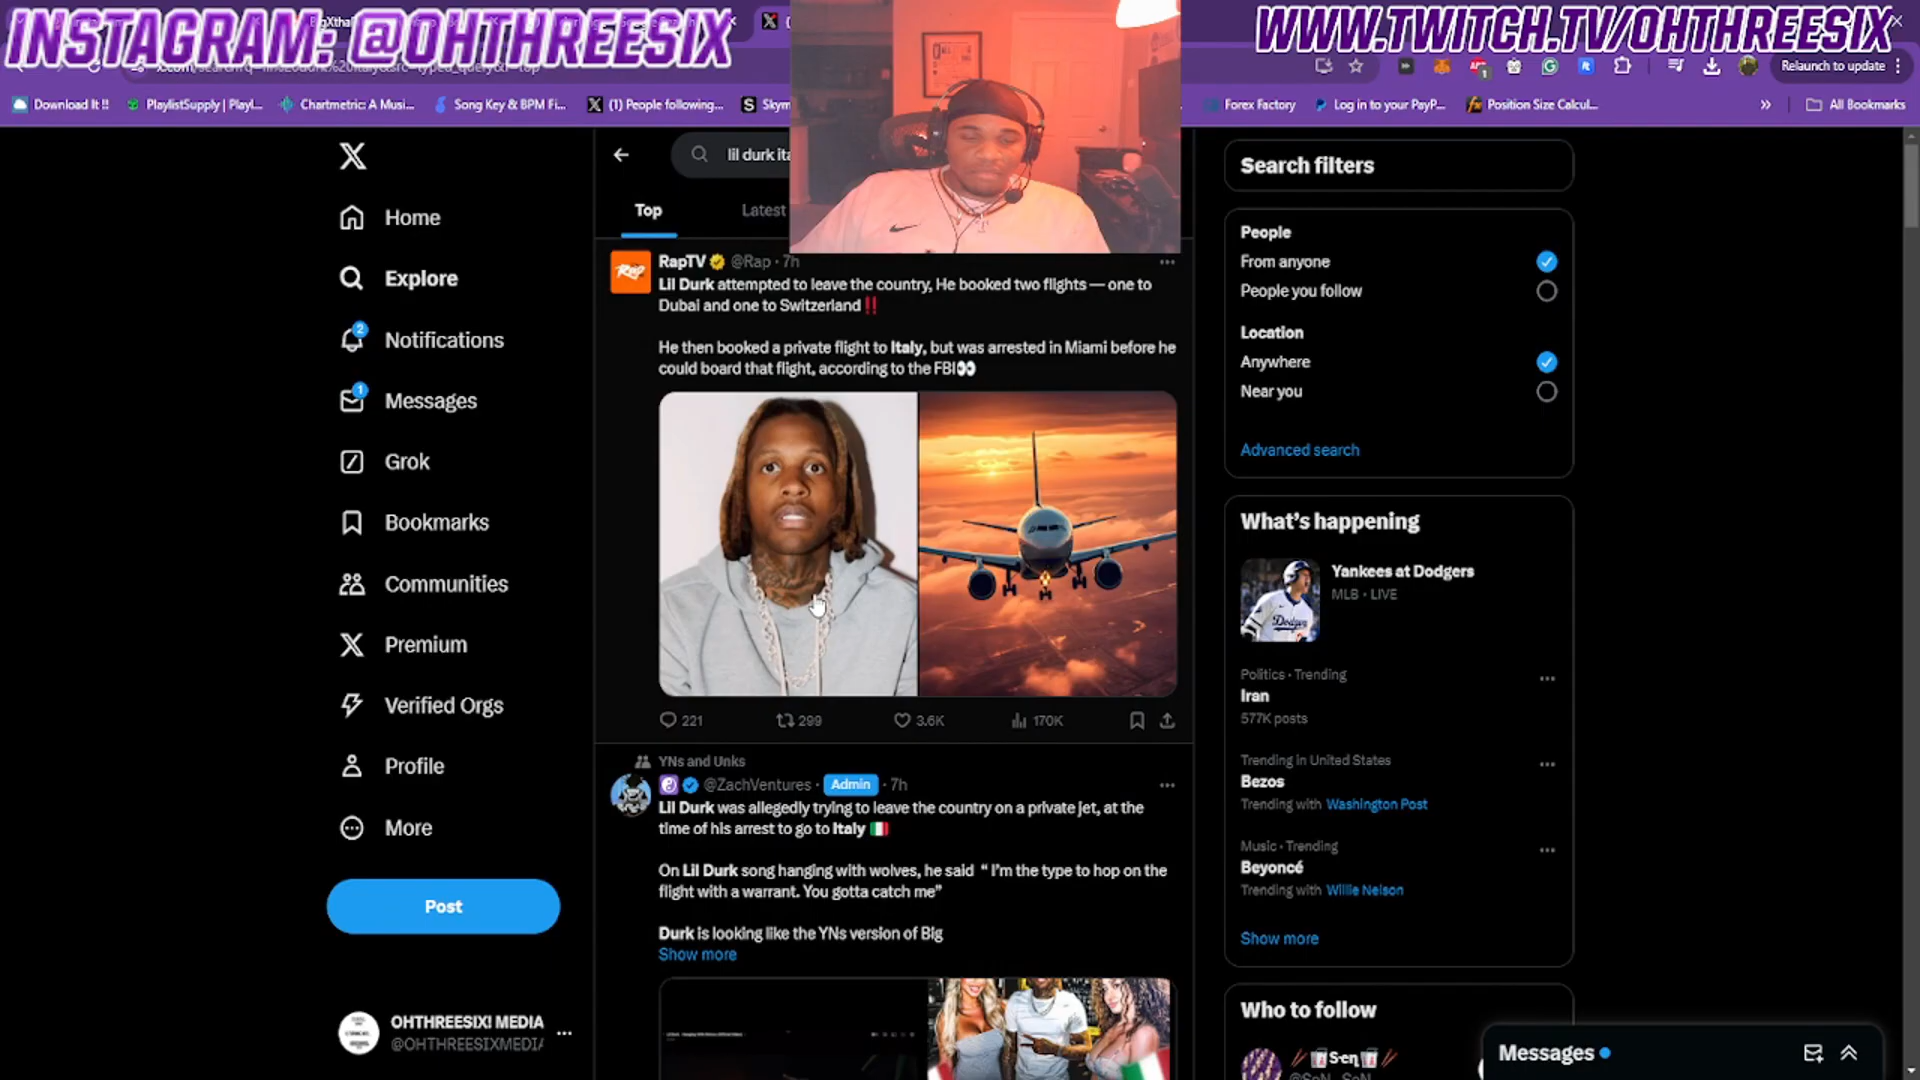 INSTAGRAM: @OHTHREESIX
WWW.TWITCH.TV/OHTHREESIX
Relaunch to update
Download It !!
PlaylistSupply | Playl...
Chartmetric: A Musi...
Song Key & BPM Fi...
(1) People following...
Forex Factory
Log in to your PayP...
Position Size Calcul...
All Bookmarks
lil durk ita
Top
Latest
Home
Explore
2
Notifications
1
Messages
Grok
Bookmarks
Communities
Premium
Verified Orgs
Profile
More
Post
OHTHREESIX! MEDIA
@OHTHREESIXMEDIA
RapTV @Rap · 7h
Lil Durk attempted to leave the country, He booked two flights — one to
Dubai and one to Switzerland ‼️
He then booked a private flight to Italy, but was arrested in Miami before he
could board that flight, according to the FBI👀
221
299
3.6K
170K
YNs and Unks
@ZachVentures · Admin · 7h
Lil Durk was allegedly trying to leave the country on a private jet, at the
time of his arrest to go to Italy 🇮🇹
On Lil Durk song hanging with wolves, he said “ I'm the type to hop on the
flight with a warrant. You gotta catch me”
Durk is looking like the YNs version of Big
Show more
Search filters
People
From anyone
People you follow
Location
Anywhere
Near you
Advanced search
What's happening
Yankees at Dodgers
MLB · LIVE
Politics · Trending
Iran
577K posts
Trending in United States
Bezos
Trending with Washington Post
Music · Trending
Beyoncé
Trending with Willie Nelson
Show more
Who to follow
Messages